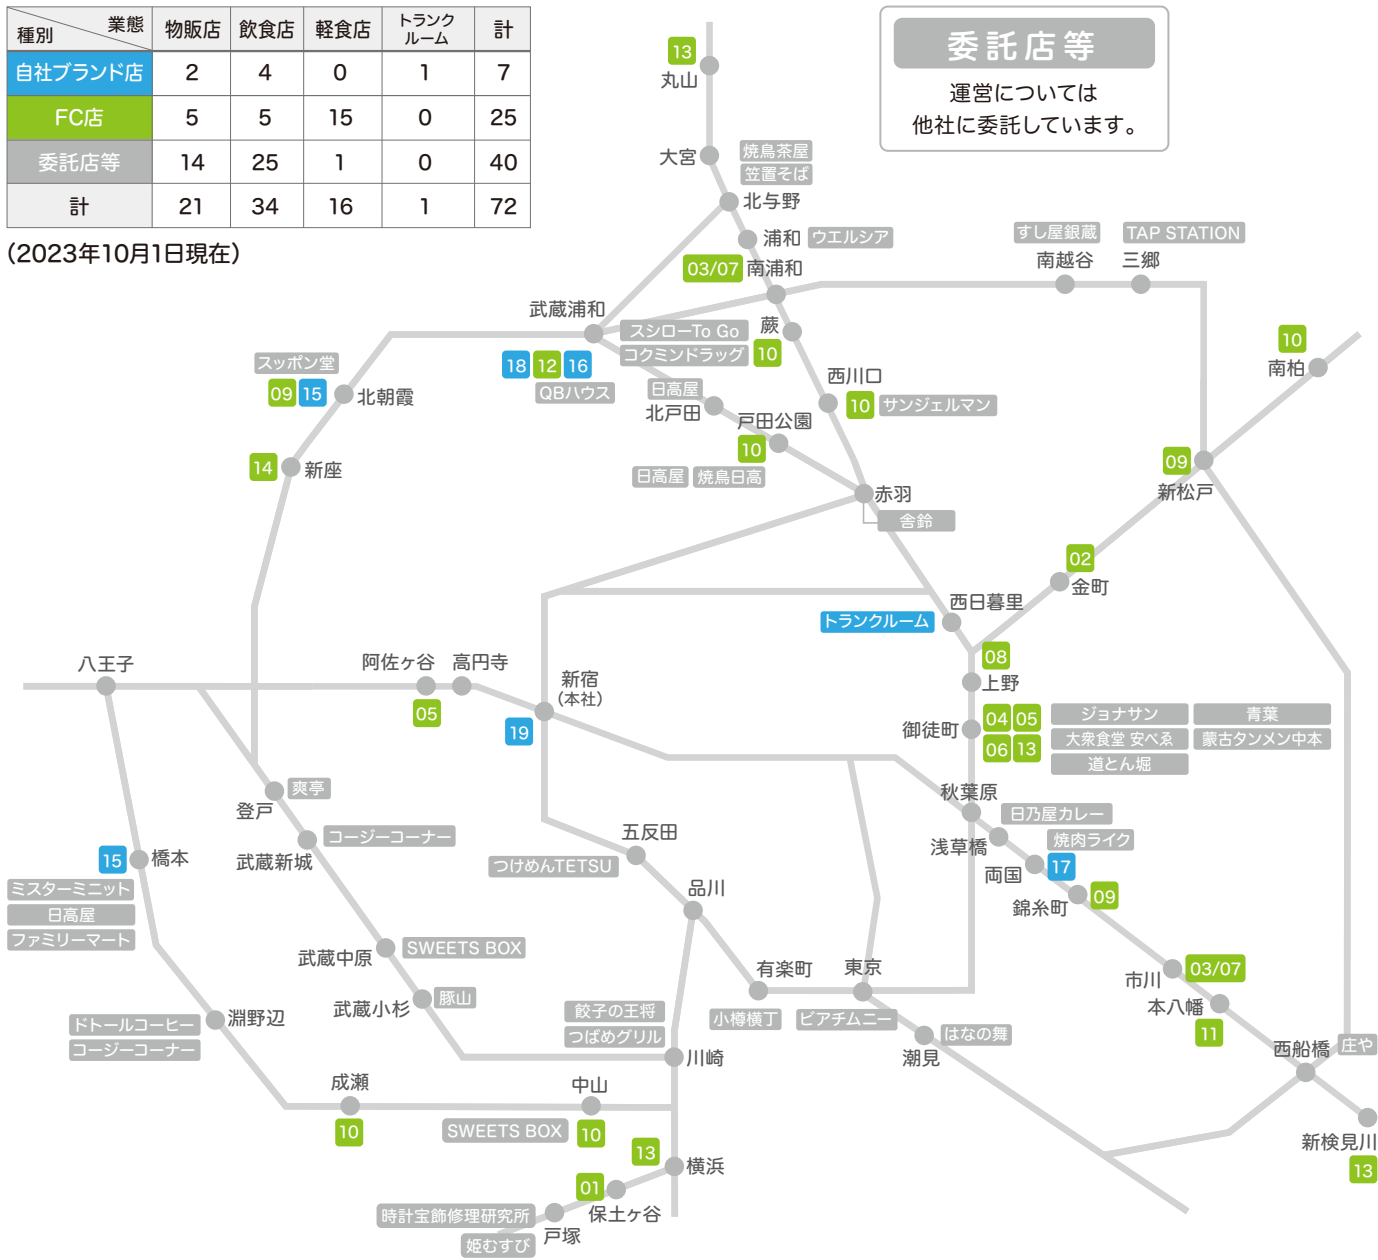 種別 業態 物販店 飲食店 軽食店 トランクルーム 計
自社ブランド店 2 4 0 1 7
FC店 5 5 15 0 25
委託店等 14 25 1 0 40
計 21 34 16 1 72
(2023年10月1日現在)
委託店等
運営については
他社に委託しています。
13
丸山
大宮
焼鳥茶屋
笠置そば
北与野
浦和 ウエルシア
03/07 南浦和
すし屋銀蔵 TAP STATION
南越谷 三郷
武蔵浦和
スシローTo Go 蕨
コクミンドラッグ 10
18 12 16
QBハウス
スッポン堂
09 15 北朝霞
日高屋
北戸田
西川口
10 サンジェルマン
戸田公園
10
日高屋 焼鳥日高
10
南柏
14 新座
09
新松戸
赤羽
舎鈴
02
金町
西日暮里
トランクルーム
08
上野
八王子
阿佐ヶ谷 高円寺
05
新宿
(本社)
19
御徒町
04 05 ジョナサン 青葉
06 13 大衆食堂 安べゑ 蒙古タンメン中本
道とん堀
爽亭
登戸
秋葉原
日乃屋カレー
浅草橋
焼肉ライク
両国 17
錦糸町 09
コージーコーナー
武蔵新城
五反田
つけめんTETSU
品川
15 橋本
ミスターミニット
日高屋
ファミリーマート
武蔵中原 SWEETS BOX
武蔵小杉 豚山
有楽町 東京
小樽横丁 ビアチムニー
はなの舞
潮見
市川 03/07
本八幡
11
西船橋 庄や
新検見川
13
ドトールコーヒー
コージーコーナー
淵野辺
餃子の王将
つばめグリル
川崎
成瀬
10
中山
SWEETS BOX 10
13 横浜
01
保土ヶ谷
時計宝飾修理研究所
戸塚
姫むすび